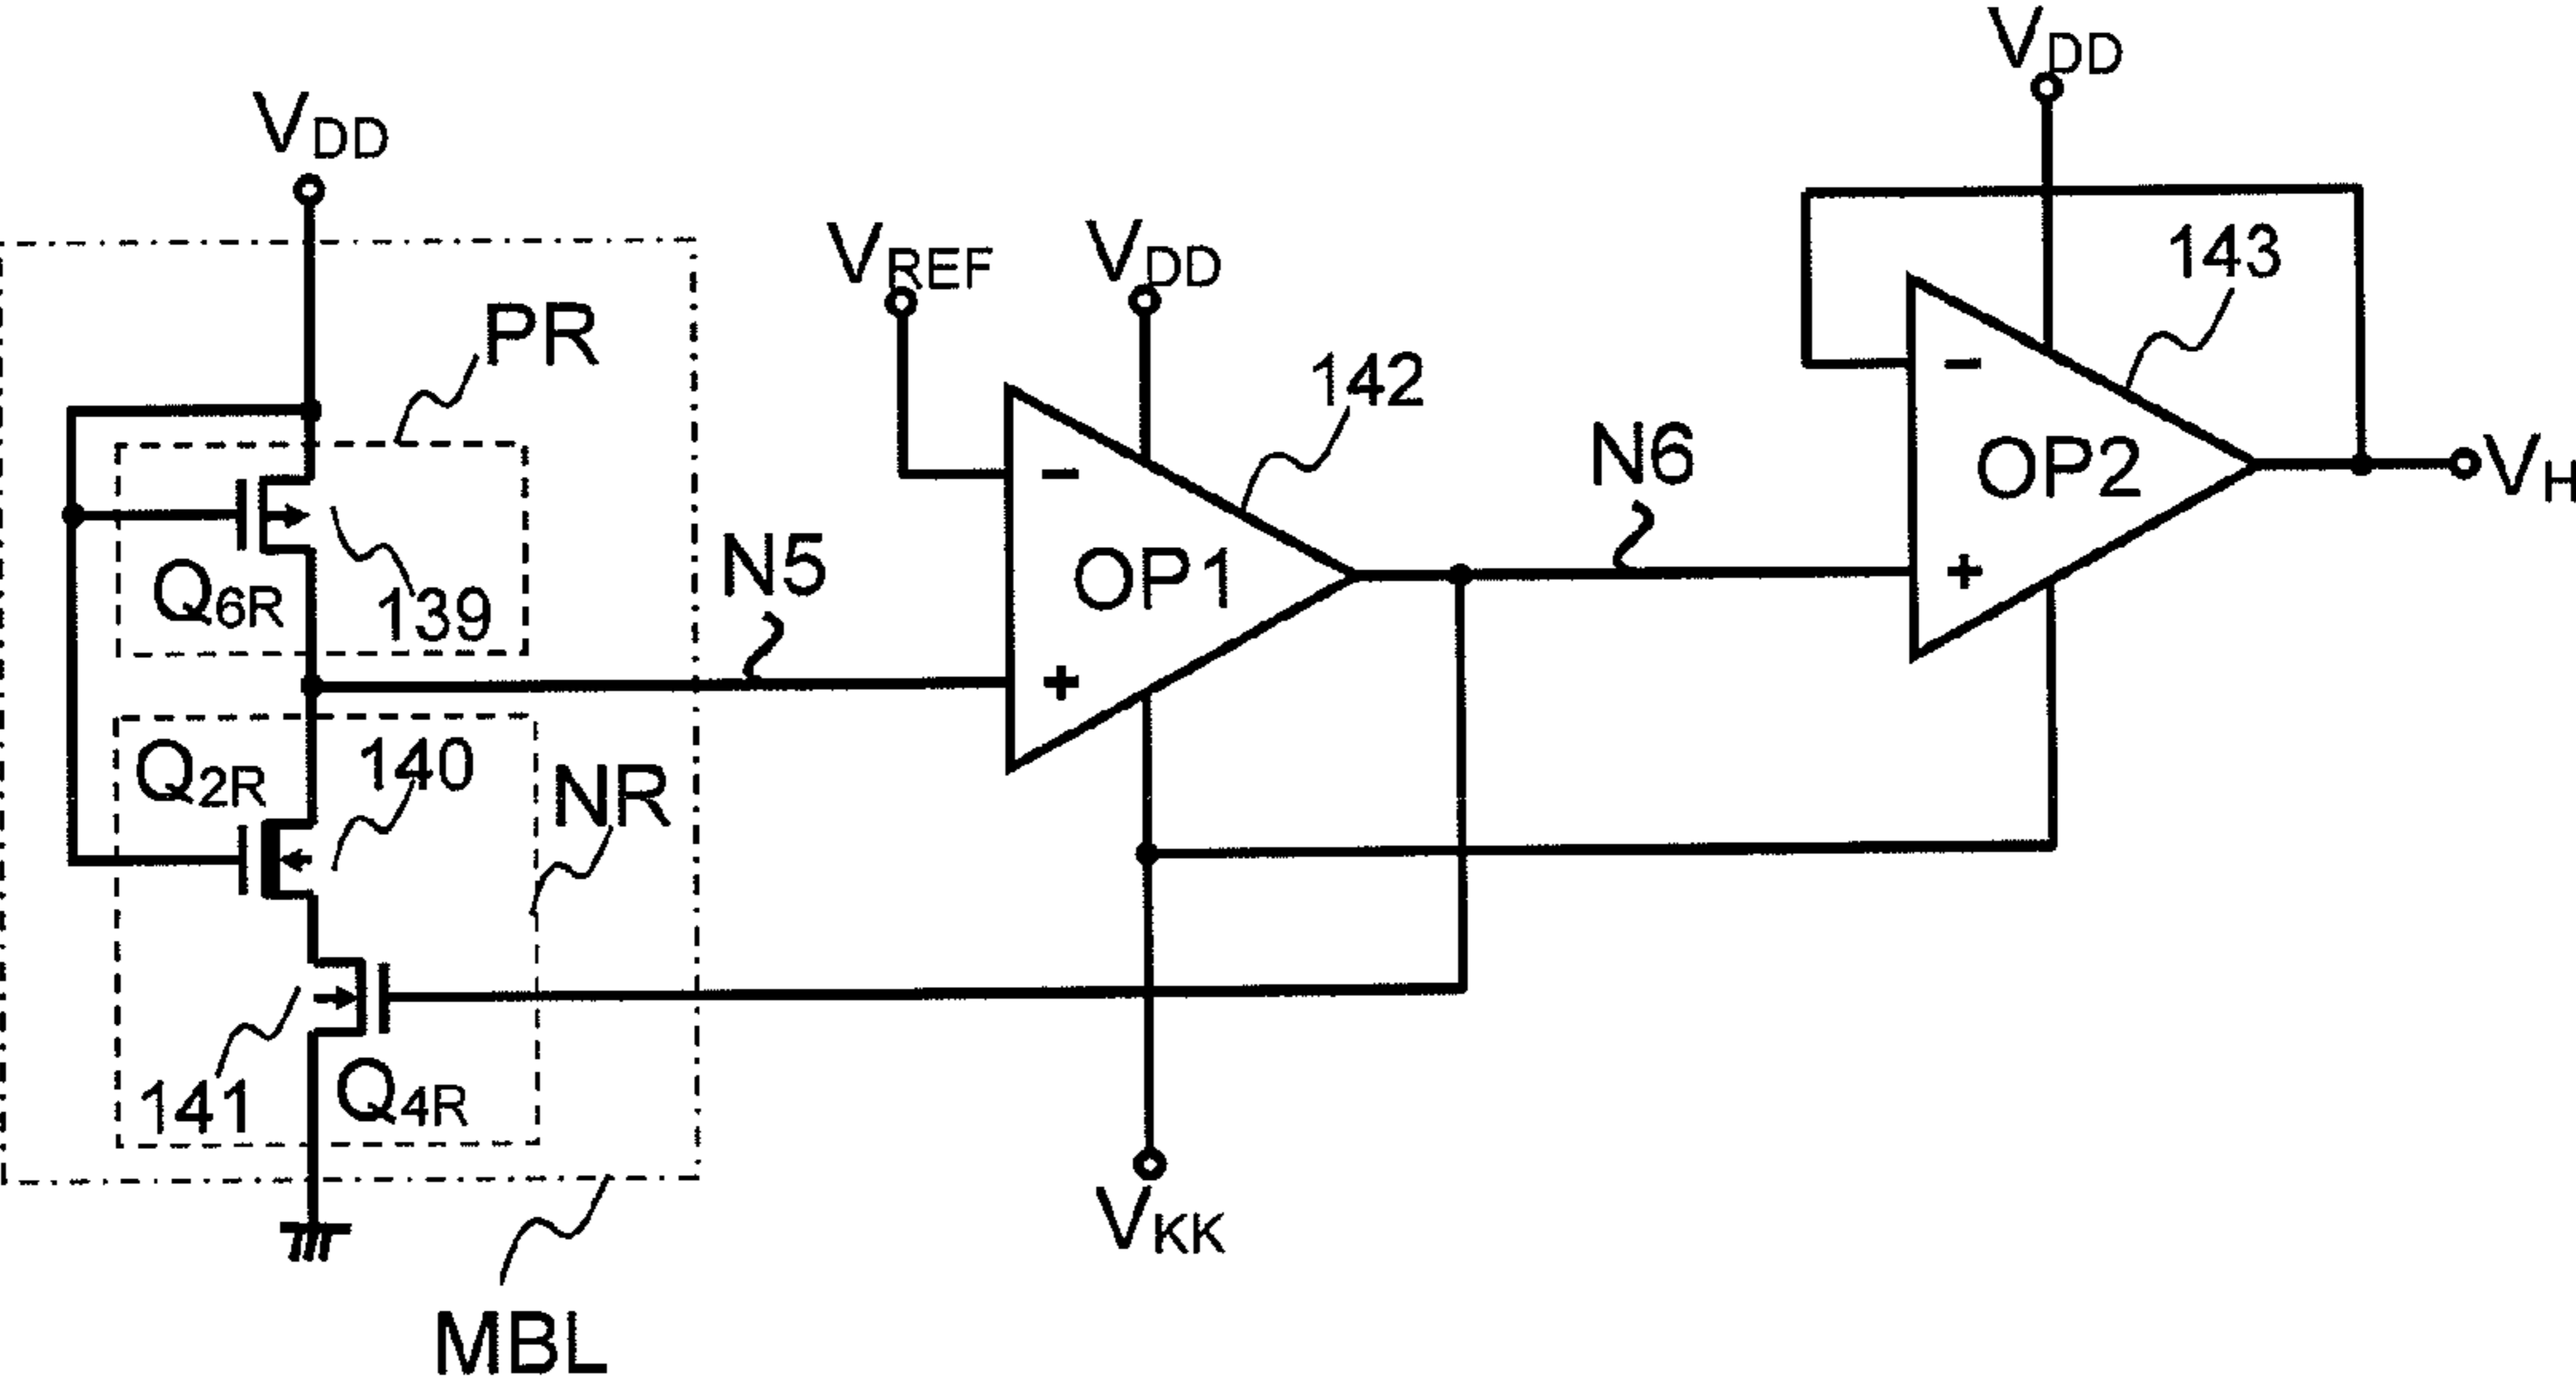 VDD
VDD
VREF
VDD
143
PR
142
N6
OP2
VH
N5
OP1
Q6R
139
Q2R
140
NR
141
Q4R
VKK
MBL